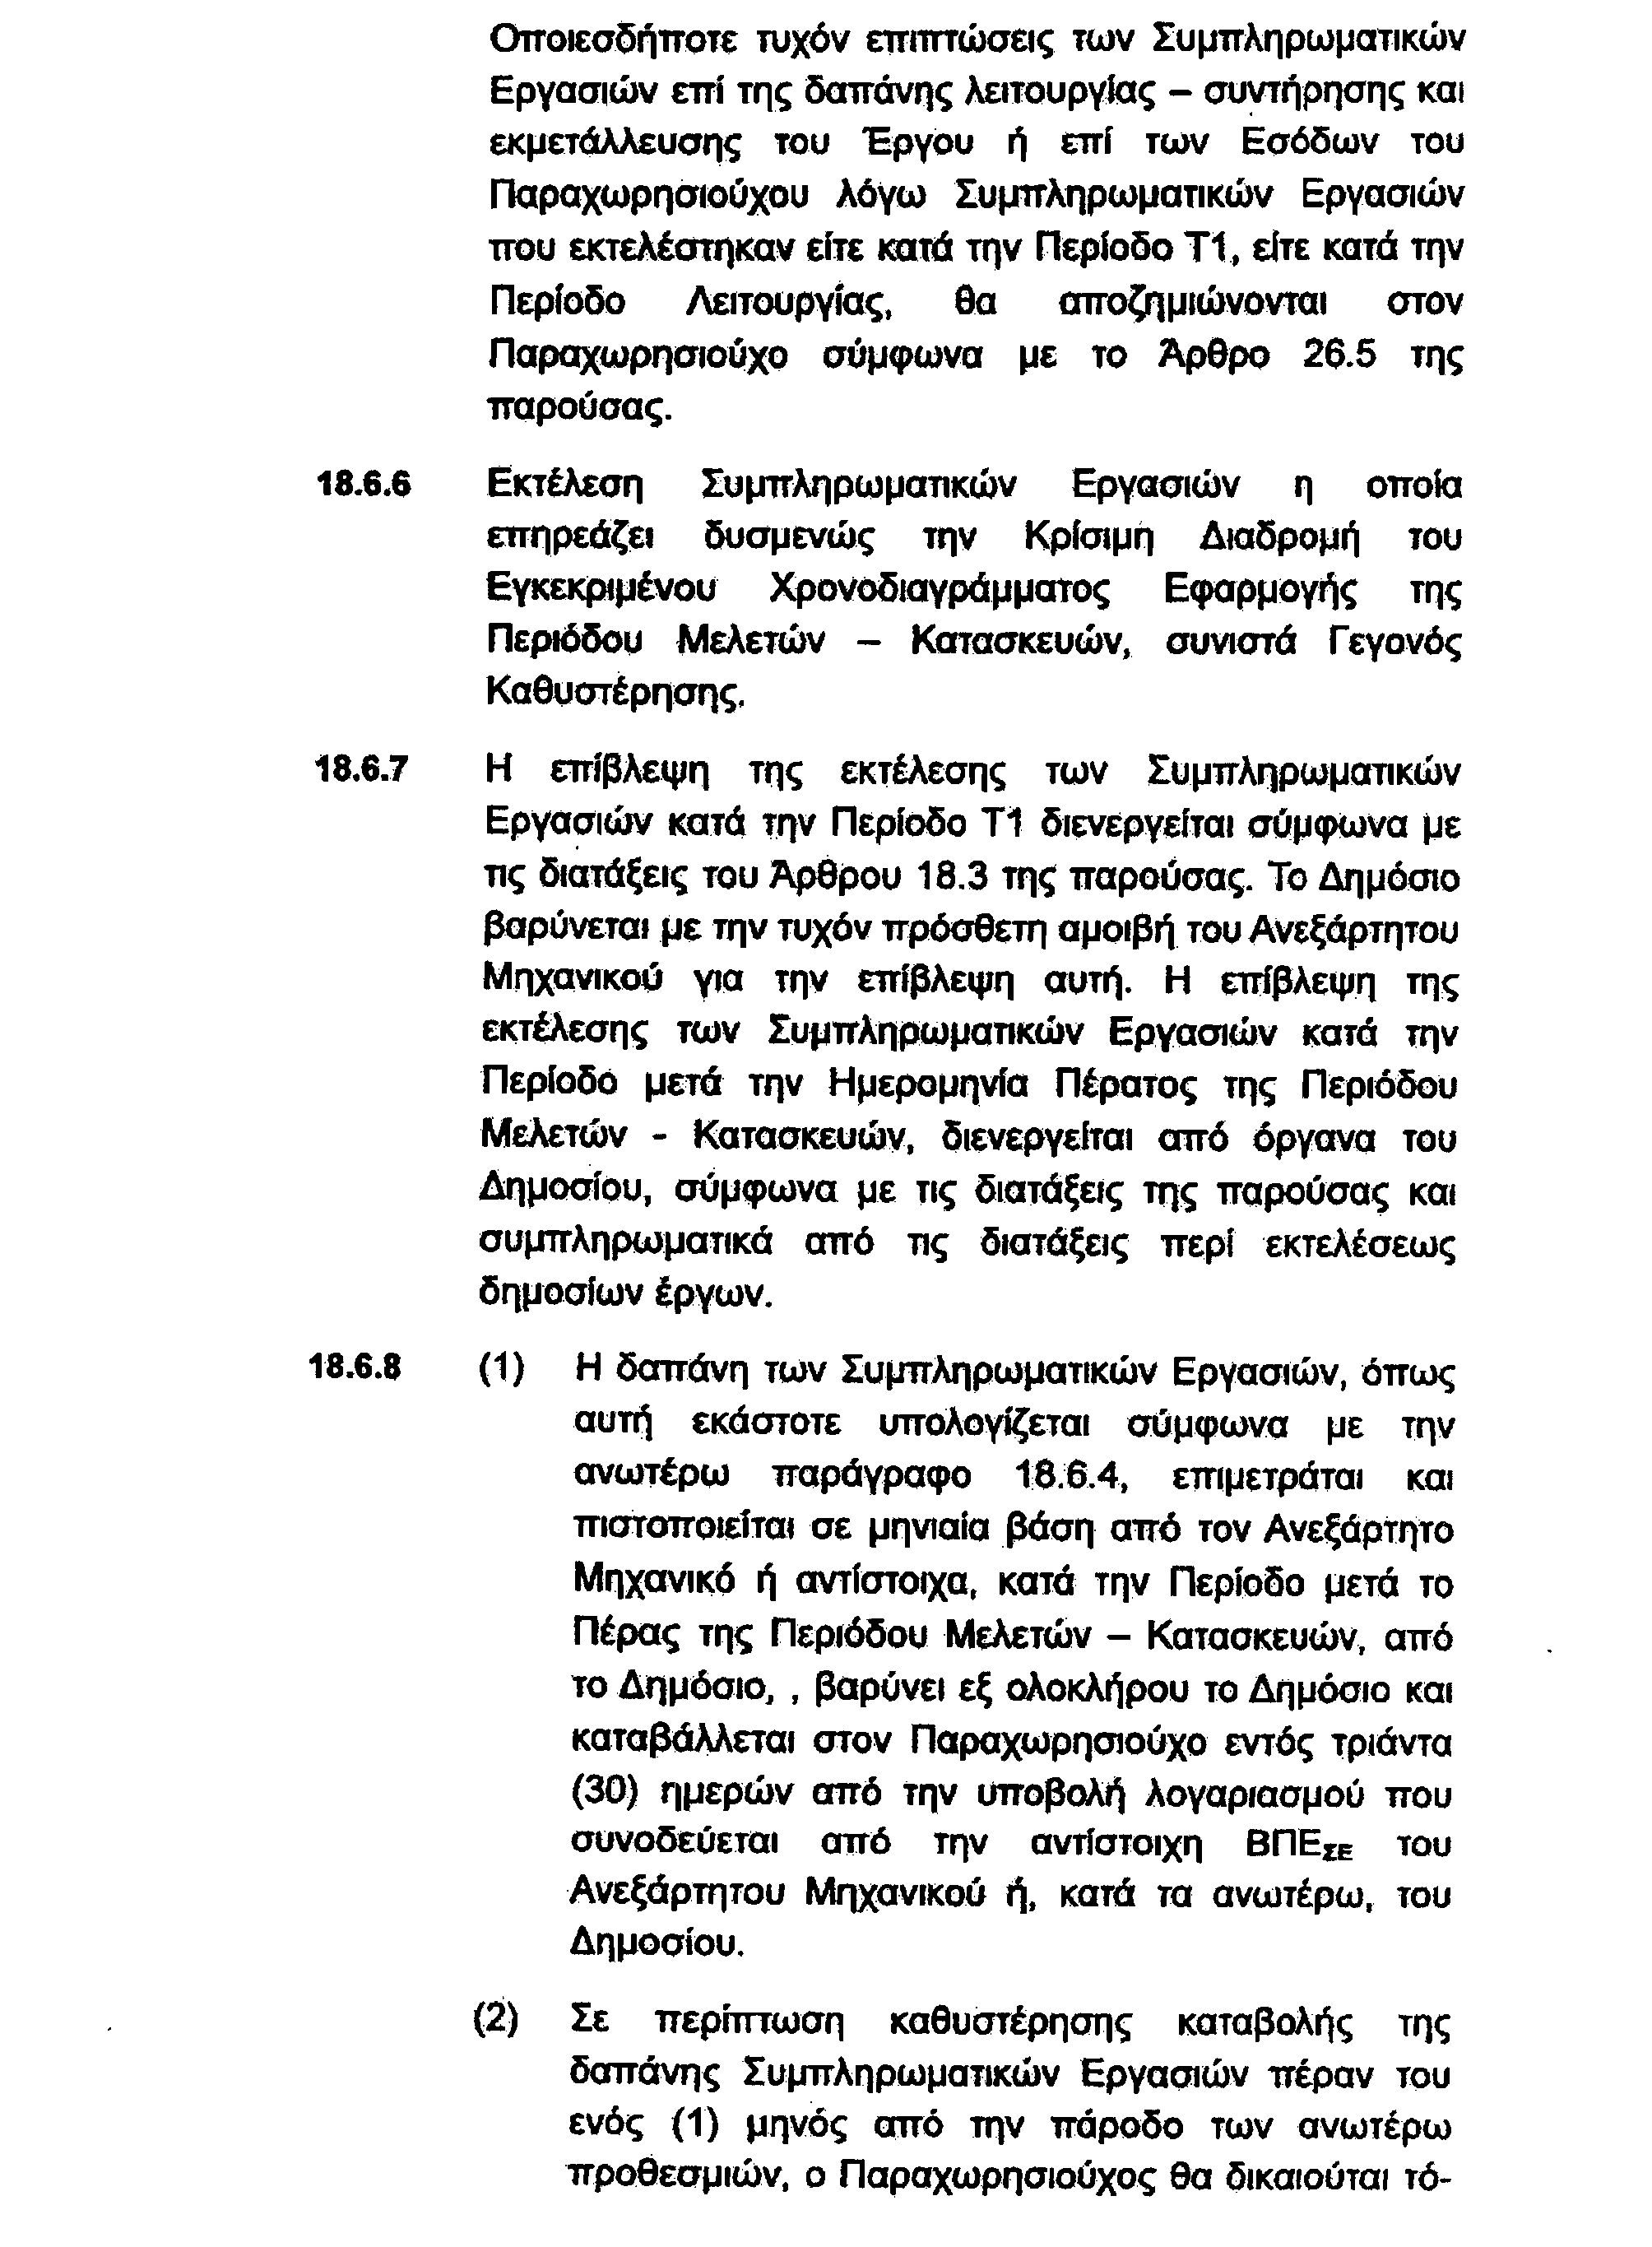 Οποιεσδήποτε τυχόν επιπτώσεις των Συμπληρωματικών
Εργασιών επί της δαπάνης λειτουργίας – συντήρησης και
εκμετάλλευσης του Έργου ή επί των Εσόδων του
Παραχωρησιούχου λόγω Συμπληρωματικών Εργασιών
που εκτελέστηκαν είτε κατά την Περίοδο Τ1, είτε κατά την
Περίοδο Λειτουργίας, θα αποζημιώνονται στον
Παραχωρησιούχο σύμφωνα με το Άρθρο 26.5 της
παρούσας.
18.6.6 Εκτέλεση Συμπληρωματικών Εργασιών η οποία
επηρεάζει δυσμενώς την Κρίσιμη Διαδρομή του
Εγκεκριμένου Χρονοδιαγράμματος Εφαρμογής της
Περιόδου Μελετών – Κατασκευών, συνιστά Γεγονός
Καθυστέρησης.
18.6.7 Η επίβλεψη της εκτέλεσης των Συμπληρωματικών
Εργασιών κατά την Περίοδο Τ1 διενεργείται σύμφωνα με
τις διατάξεις του Άρθρου 18.3 της παρούσας. Το Δημόσιο
βαρύνεται με την τυχόν πρόσθετη αμοιβή του Ανεξάρτητου
Μηχανικού για την επίβλεψη αυτή. Η επίβλεψη της
εκτέλεσης των Συμπληρωματικών Εργασιών κατά την
Περίοδο μετά την Ημερομηνία Πέρατος της Περιόδου
Μελετών - Κατασκευών, διενεργείται από όργανα του
Δημοσίου, σύμφωνα με τις διατάξεις της παρούσας και
συμπληρωματικά από τις διατάξεις περί εκτελέσεως
δημοσίων έργων.
18.6.8 (1) Η δαπάνη των Συμπληρωματικών Εργασιών, όπως
αυτή εκάστοτε υπολογίζεται σύμφωνα με την
ανωτέρω παράγραφο 18.6.4, επιμετράται και
πιστοποιείται σε μηνιαία βάση από τον Ανεξάρτητο
Μηχανικό ή αντίστοιχα, κατά την Περίοδο μετά το
Πέρας της Περιόδου Μελετών – Κατασκευών, από
το Δημόσιο, , βαρύνει εξ ολοκλήρου το Δημόσιο και
καταβάλλεται στον Παραχωρησιούχο εντός τριάντα
(30) ημερών από την υποβολή λογαριασμού που
συνοδεύεται από την αντίστοιχη ΒΠΕΣΕ του
Ανεξάρτητου Μηχανικού ή, κατά τα ανωτέρω, του
Δημοσίου.
(2) Σε περίπτωση καθυστέρησης καταβολής της
δαπάνης Συμπληρωματικών Εργασιών πέραν του
ενός (1) μηνός από την πάροδο των ανωτέρω
προθεσμιών, ο Παραχωρησιούχος θα δικαιούται τό-